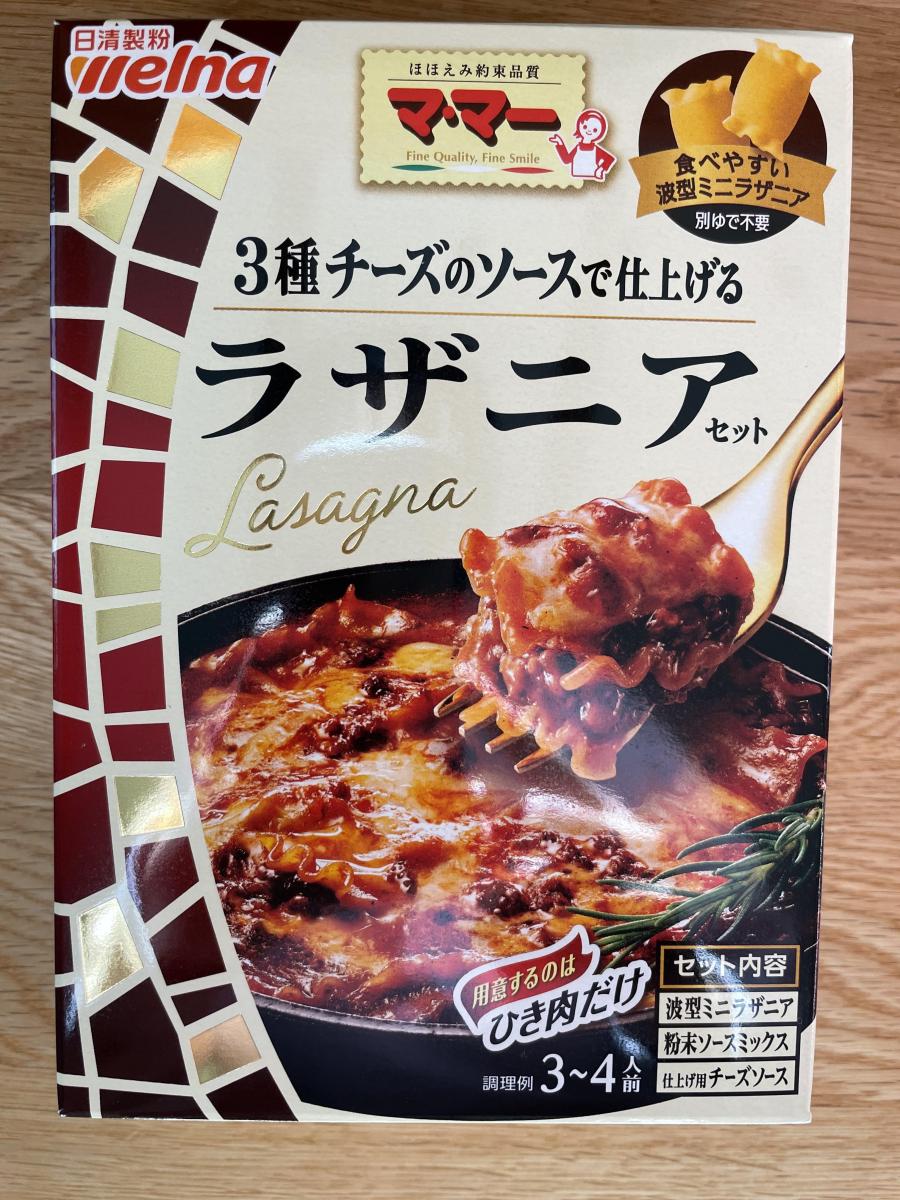 日清製粉
Welna
ほほえみ約束品質
マ・マー
Fine Quality, Fine Smile
食べやすい
波型ミニラザニア
別ゆで不要
3種チーズのソースで仕上げる
ラザニアセット
Lasagna
用意するのは
ひき肉だけ
調理例 3~4人前
セット内容
波型ミニラザニア
粉末ソースミックス
仕上げ用チーズソース